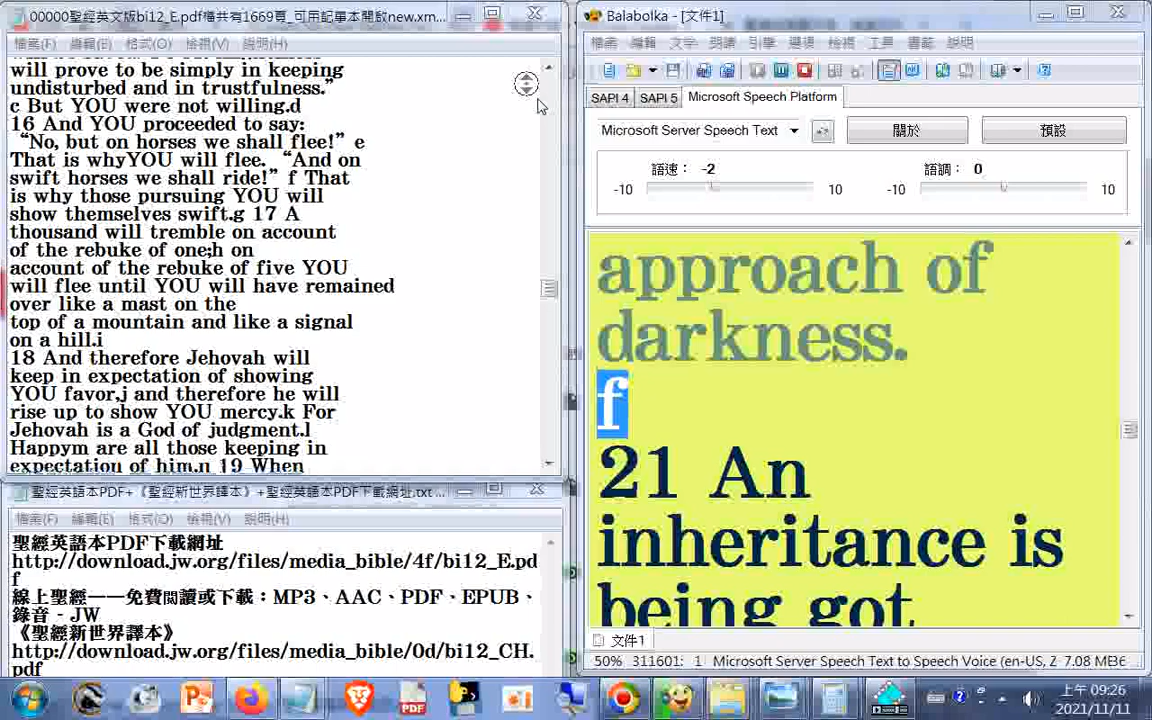 00000聖經英文版bi12_E.pdf檔共有1669頁_可用記事本開啟new.xm...
檔案(F) 編輯(E) 格式(O) 檢視(V) 說明(H)
will prove to be simply in keeping
undisturbed and in trustfulness.”
c But YOU were not willing.d
16 And YOU proceeded to say:
“No, but on horses we shall flee!” e
That is whyYOU will flee. “And on
swift horses we shall ride!” f That
is why those pursuing YOU will
show themselves swift.g 17 A
thousand will tremble on account
of the rebuke of one;h on
account of the rebuke of five YOU
will flee until YOU will have remained
over like a mast on the
top of a mountain and like a signal
on a hill.i
18 And therefore Jehovah will
keep in expectation of showing
YOU favor,j and therefore he will
rise up to show YOU mercy.k For
Jehovah is a God of judgment.l
Happym are all those keeping in
expectation of him.n 19 When
聖經英語本PDF+《聖經新世界譯本》+聖經英語本PDF下載網址.txt ...
檔案(F) 編輯(E) 格式(O) 檢視(V) 說明(H)
聖經英語本PDF下載網址
http://download.jw.org/files/media_bible/4f/bi12_E.pd
f
線上聖經——免費閱讀或下載：MP3、AAC、PDF、EPUB、
錄音 - JW
《聖經新世界譯本》
http://download.jw.org/files/media_bible/0d/bi12_CH.
pdf
Balabolka - [文件1]
檔案 編輯 文字 朗讀 引擎 選項 檢視 工具 書籤 說明
SAPI 4 SAPI 5 Microsoft Speech Platform
Microsoft Server Speech Text 關於 預設
語速： -2 語調： 0
-10 10 -10 10
approach of
darkness.
f
21 An
inheritance is
being got
文件1
50% 311601: 1 Microsoft Server Speech Text to Speech Voice (en-US, Z 7.08 MB
上午 09:26
2021/11/11